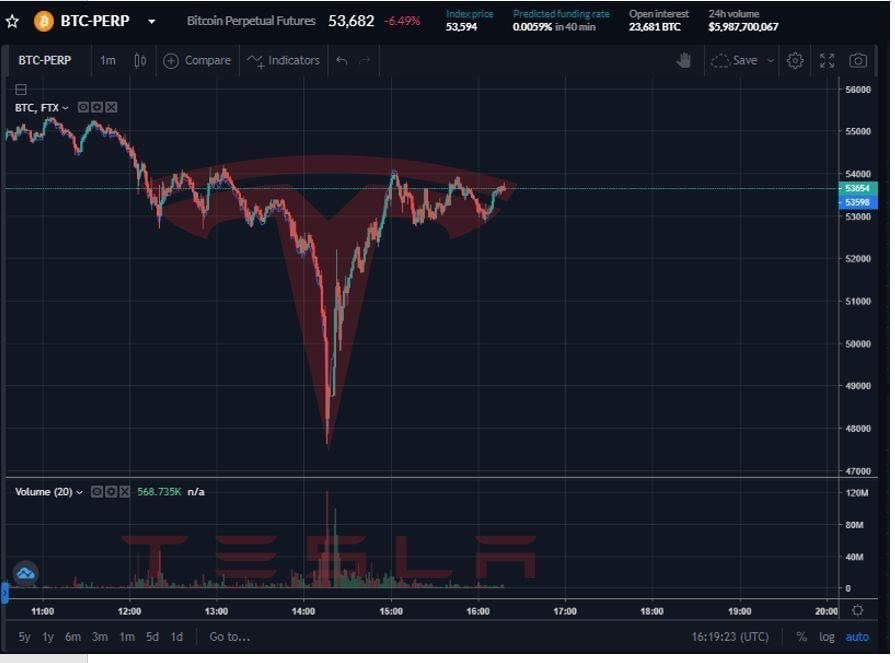 BTC-PERP Bitcoin Perpetual Futures 53,682 -6.49%
Index price
53,594
Predicted funding rate
0.0059% in 40 min
Open interest
23,681 BTC
24h volume
$5,987,700,067
BTC-PERP 1m Compare Indicators Save
BTC, FTX
56000
55000
54000
53654
53598
53000
52000
51000
50000
49000
48000
47000
Volume (20) 568.735K n/a
120M
80M
40M
0
TESLA
11:00 12:00 13:00 14:00 15:00 16:00 17:00 18:00 19:00 20:00
5y 1y 6m 3m 1m 5d 1d Go to... 16:19:23 (UTC) % log auto